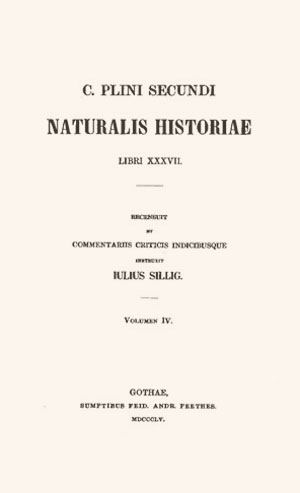 C. PLINI SECUNDI
NATURALIS HISTORIAE
LIBRI XXXVII.
RECENSUIT
ET
COMMENTARIIS CRITICIS INDICIBUSQUE
INSTRUXIT
IULIUS SILLIG.
VOLUMEN IV.
GOTHAE,
SUMPTIBUS FRID. ANDR. PERTHES.
MDCCCLV.